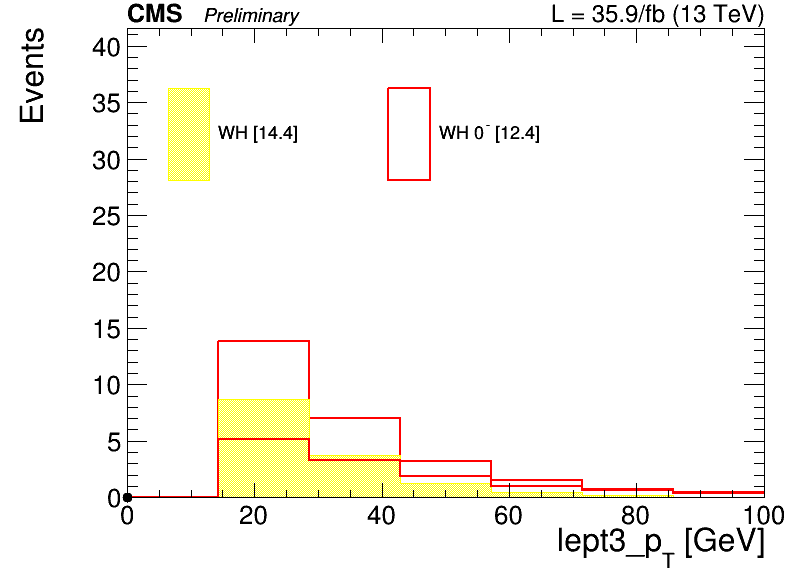 CMS Preliminary L = 35.9/fb (13 TeV)
Events
40
35
30
25
20
15
10
5
0
WH [14.4]
WH 0⁻ [12.4]
0 20 40 60 80 100
lept3_p_T [GeV]